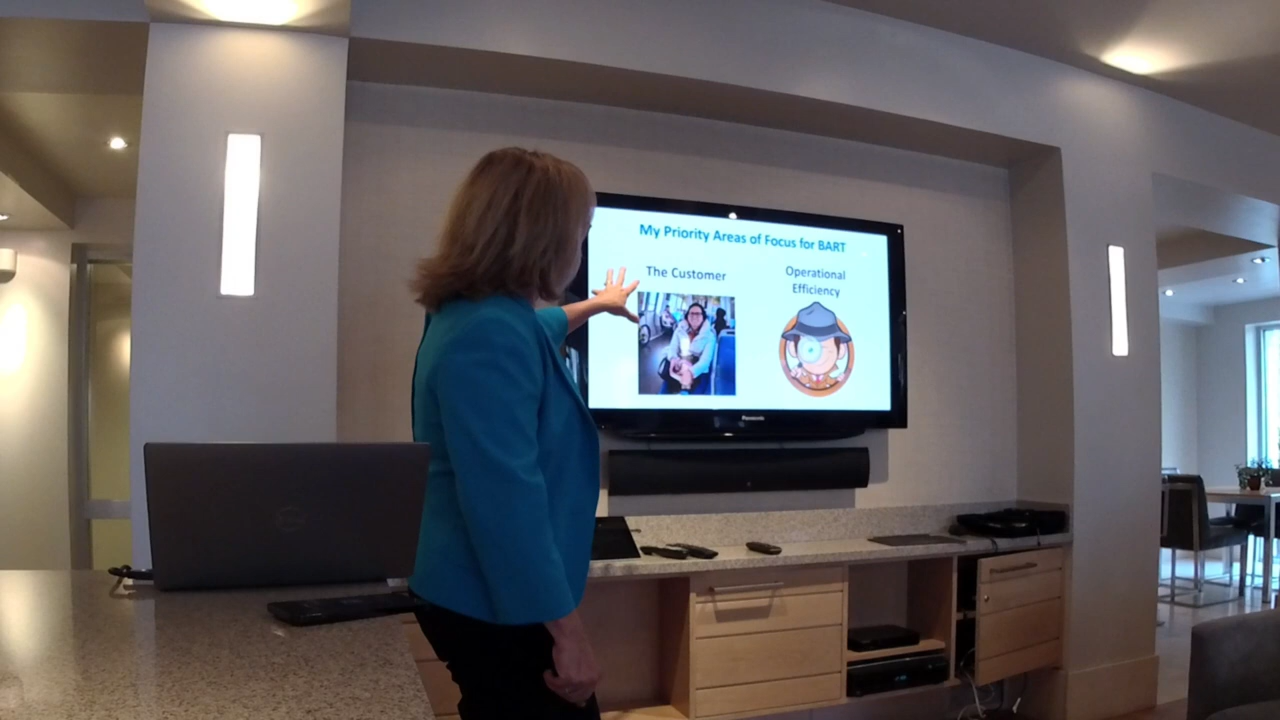 My Priority Areas of Focus for BART
The Customer
Operational
Efficiency
Panasonic